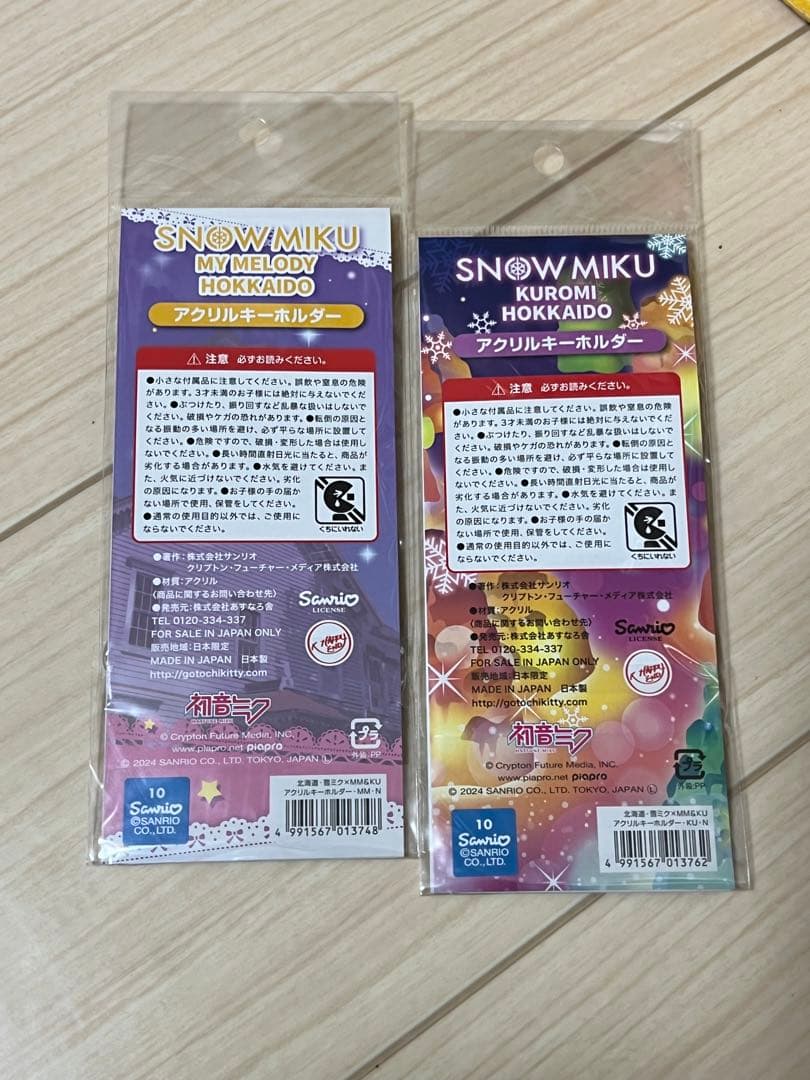 SNOW MIKU
MY MELODY
HOKKAIDO
アクリルキーホルダー
⚠ 注意 必ずお読みください。
●小さな付属品に注意してください。誤飲や窒息の危険
があります。3才未満のお子様には絶対に与えないでくだ
さい。●ぶつけたり、振り回すなど乱暴な扱いはしないで
ください。破損やケガの恐れがあります。●転倒の原因と
なる振動の多い場所を避け、必ず平らな場所に設置して
ください。●危険ですので、破損・変形した場合は使用し
ないでください。●長い時間直射日光に当たると、商品が
劣化する場合があります。●水気を避けてください。ま
た、火気に近づけないでください。劣化
の原因になります。●お子様の手の届か
ない場所で使用、保管をしてください。
●通常の使用目的以外では、ご使用に
ならないでください。
くちにいれない
●著作：株式会社サンリオ
クリプトン・フューチャー・メディア株式会社
●材質：アクリル
〈商品に関するお問い合わせ先〉
●発売元：株式会社あすなろ舎
TEL 0120-334-337
FOR SALE IN JAPAN ONLY
販売地域：日本限定
MADE IN JAPAN 日本製
http://gotochikitty.com
Sanrio
LICENSE
初音ミク
HATSUNE MIKU
© Crypton Future Media, INC.
www.piapro.net piapro
© 2024 SANRIO CO., LTD. TOKYO, JAPAN Ⓛ
プラ
外装:PP
10
Sanrio
©SANRIO
CO., LTD.
北海道・雪ミク×MM&KU
アクリルキーホルダー・MM・N
4 991567 013748
SNOW MIKU
KUROMI
HOKKAIDO
アクリルキーホルダー
⚠ 注意 必ずお読みください。
●小さな付属品に注意してください。誤飲や窒息の危険
があります。3才未満のお子様には絶対に与えないでくだ
さい。●ぶつけたり、振り回すなど乱暴な扱いはしないで
ください。破損やケガの恐れがあります。●転倒の原因と
なる振動の多い場所を避け、必ず平らな場所に設置して
ください。●危険ですので、破損・変形した場合は使用し
ないでください。●長い時間直射日光に当たると、商品が
劣化する場合があります。●水気を避けてください。ま
た、火気に近づけないでください。劣化
の原因になります。●お子様の手の届か
ない場所で使用、保管をしてください。
●通常の使用目的以外では、ご使用に
ならないでください。
くちにいれない
●著作：株式会社サンリオ
クリプトン・フューチャー・メディア株式会社
●材質：アクリル
〈商品に関するお問い合わせ先〉
●発売元：株式会社あすなろ舎
TEL 0120-334-337
FOR SALE IN JAPAN ONLY
販売地域：日本限定
MADE IN JAPAN 日本製
http://gotochikitty.com
Sanrio
LICENSE
初音ミク
HATSUNE MIKU
© Crypton Future Media, INC.
www.piapro.net piapro
© 2024 SANRIO CO., LTD. TOKYO, JAPAN Ⓛ
プラ
外装:PP
10
Sanrio
©SANRIO
CO., LTD.
北海道・雪ミク×MM&KU
アクリルキーホルダー・KU・N
4 991567 013762